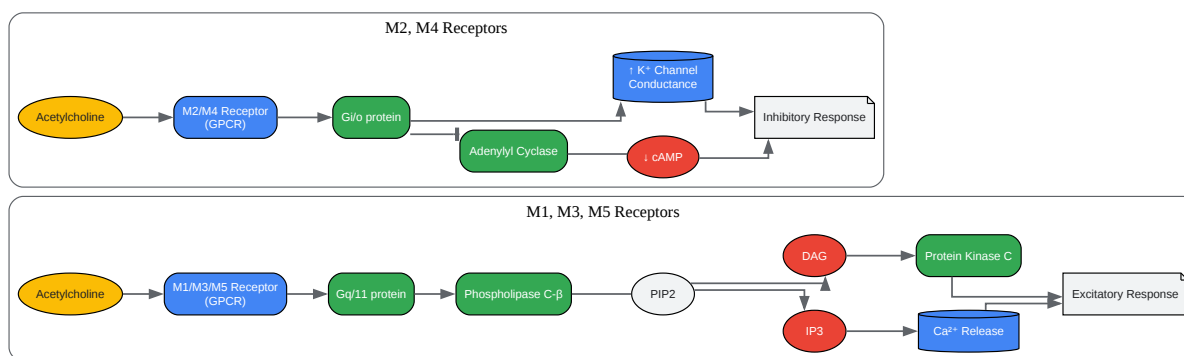 M2, M4 Receptors
Acetylcholine
M2/M4 Receptor
(GPCR)
Gi/o protein
↑ K⁺ Channel
Conductance
Adenylyl Cyclase
↓ cAMP
Inhibitory Response
M1, M3, M5 Receptors
Acetylcholine
M1/M3/M5 Receptor
(GPCR)
Gq/11 protein
Phospholipase C-β
PIP2
DAG
Protein Kinase C
IP3
Ca²⁺ Release
Excitatory Response